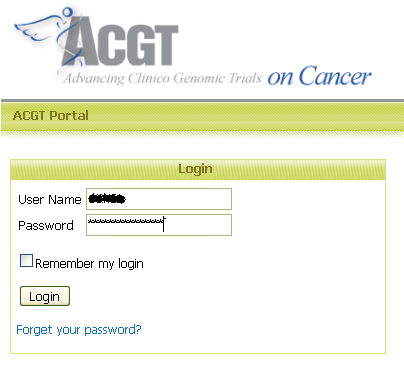 ACGT
Advancing Clinico Genomic Trials on Cancer
ACGT Portal
Login
User Name
Password ****************
Remember my login
Login
Forget your password?